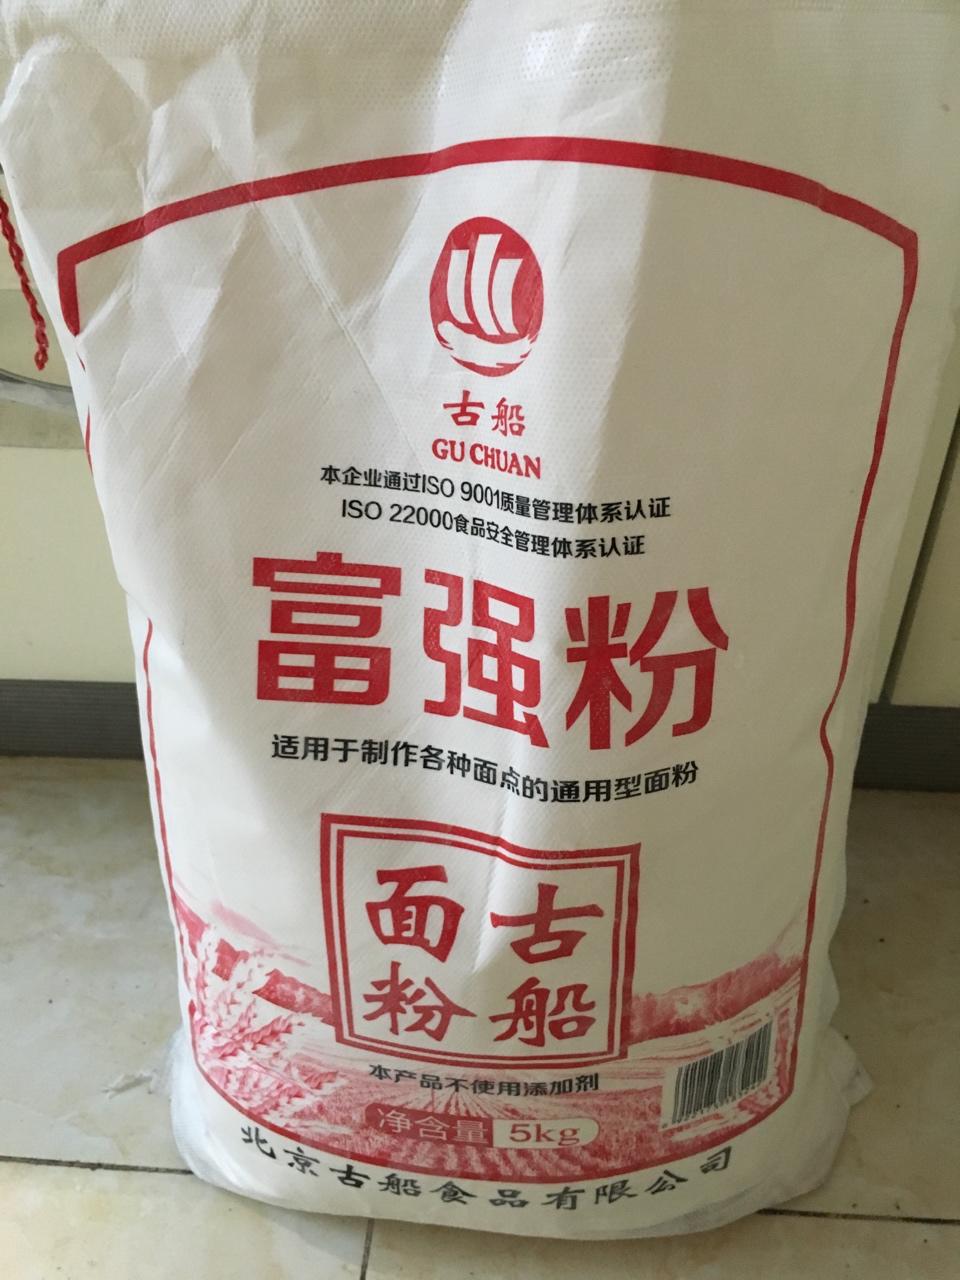 古船
GU CHUAN
本企业通过ISO 9001质量管理体系认证
ISO 22000食品安全管理体系认证
富强粉
适用于制作各种面点的通用型面粉
古船
面粉
本产品不使用添加剂
净含量 5kg
北京古船食品有限公司